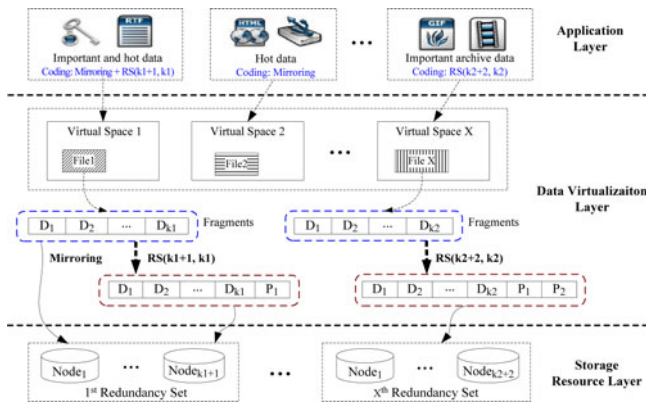 RTF
HTML
GIF
Application
Layer
Important and hot data
Coding: Mirroring + RS(k1+1, k1)
Hot data
Coding: Mirroring
...
Important archive data
Coding: RS(k2+2, k2)
Virtual Space 1
Virtual Space 2
Virtual Space X
File1
File2
...
File X
Data Virtualizaiton
Layer
D1 D2 ... Dk1
Fragments
D1 D2 ... Dk2
Fragments
Mirroring
RS(k1+1, k1)
RS(k2+2, k2)
D1 D2 ... Dk1 P1
D1 D2 ... Dk2 P1 P2
Node1 ... Nodek1+1
...
Node1 ... Nodek2+2
1st Redundancy Set
Xth Redundancy Set
Storage
Resource Layer